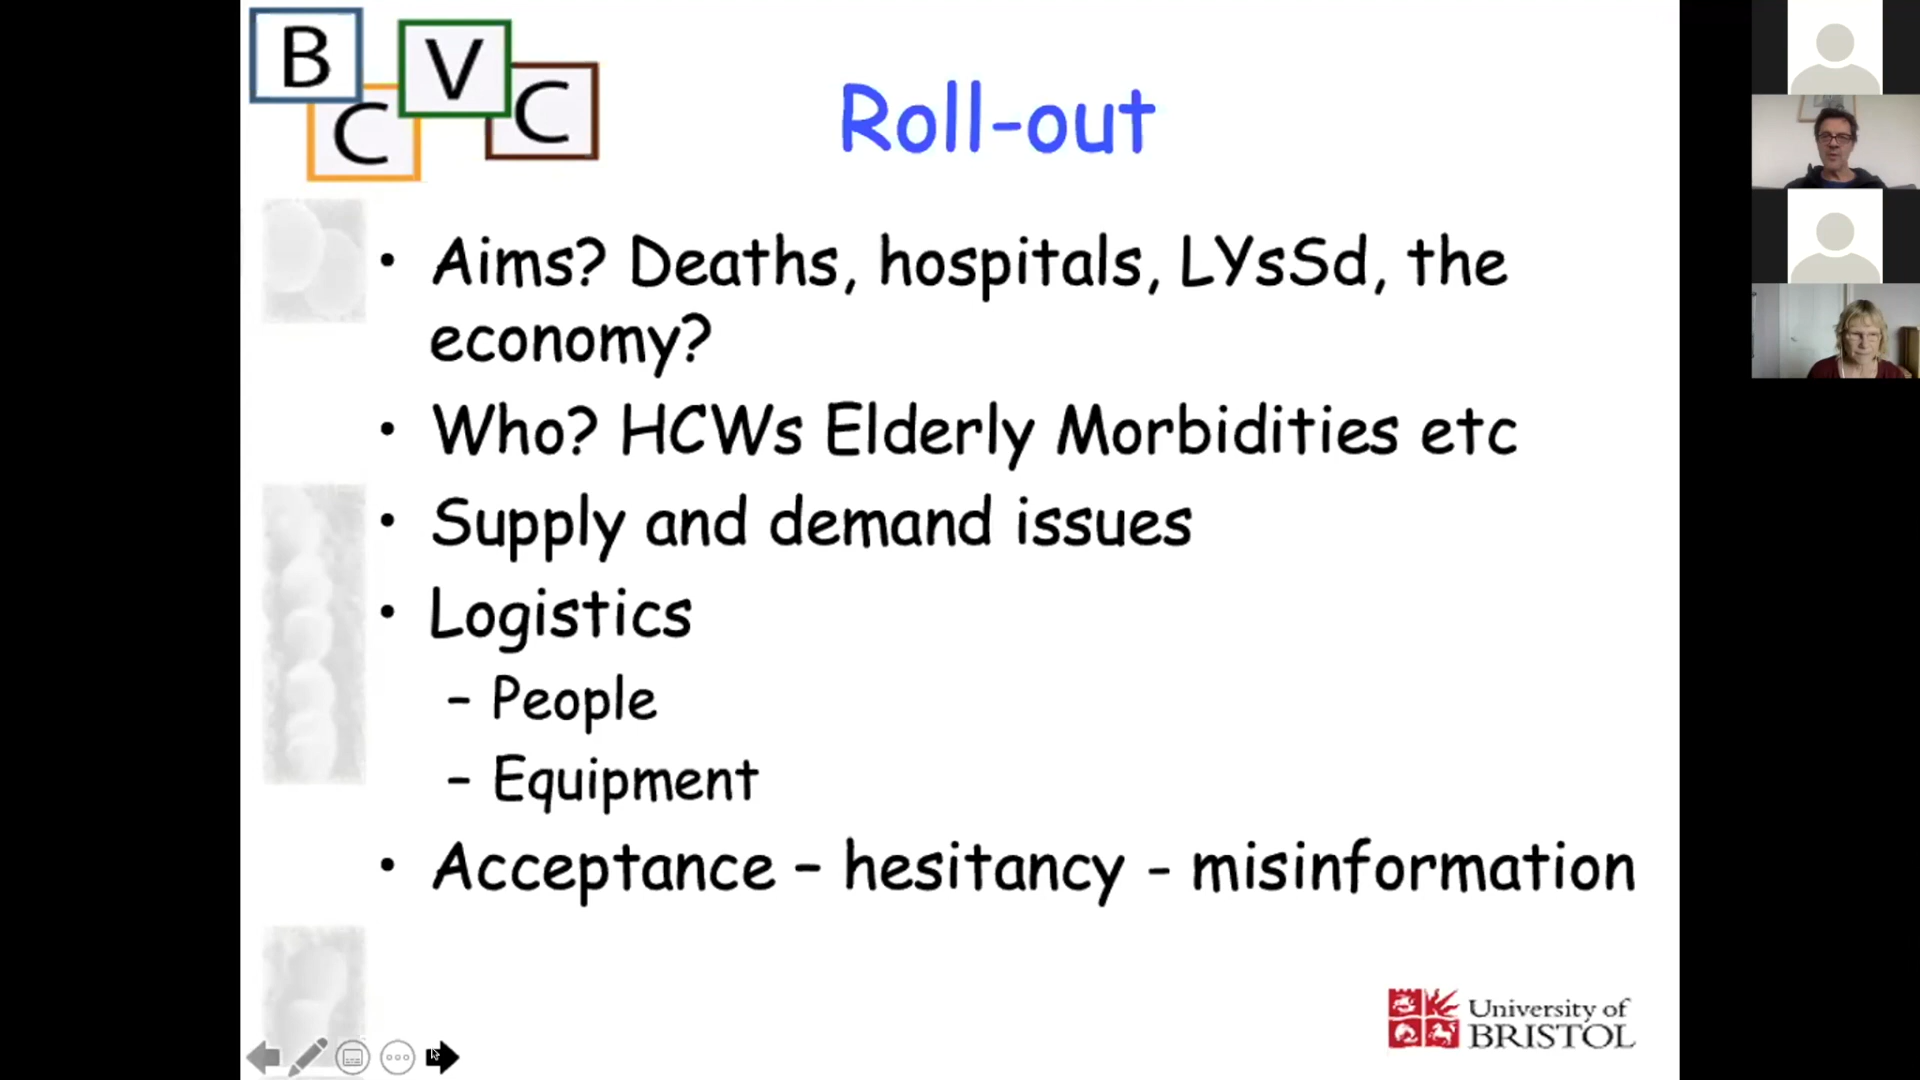 B
C
V
C
Roll-out
• Aims? Deaths, hospitals, LYsSd, the
economy?
• Who? HCWs Elderly Morbidities etc
• Supply and demand issues
• Logistics
– People
– Equipment
• Acceptance – hesitancy - misinformation
University of
BRISTOL